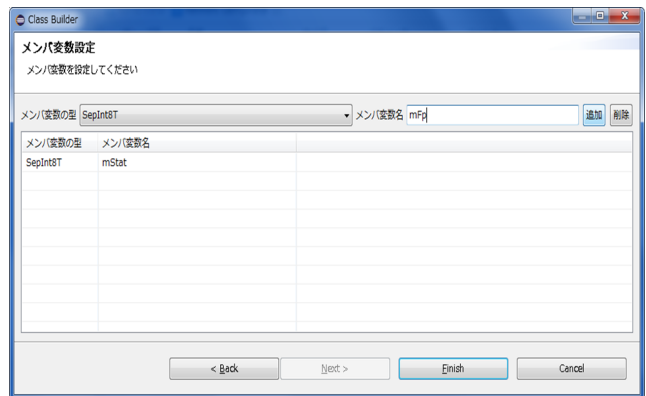 Class Builder
メンバ変数設定
メンバ変数を設定してください
メンバ変数の型 SepInt8T メンバ変数名 mFp 追加 削除
メンバ変数の型 メンバ変数名
SepInt8T mStat
< Back Next > Finish Cancel